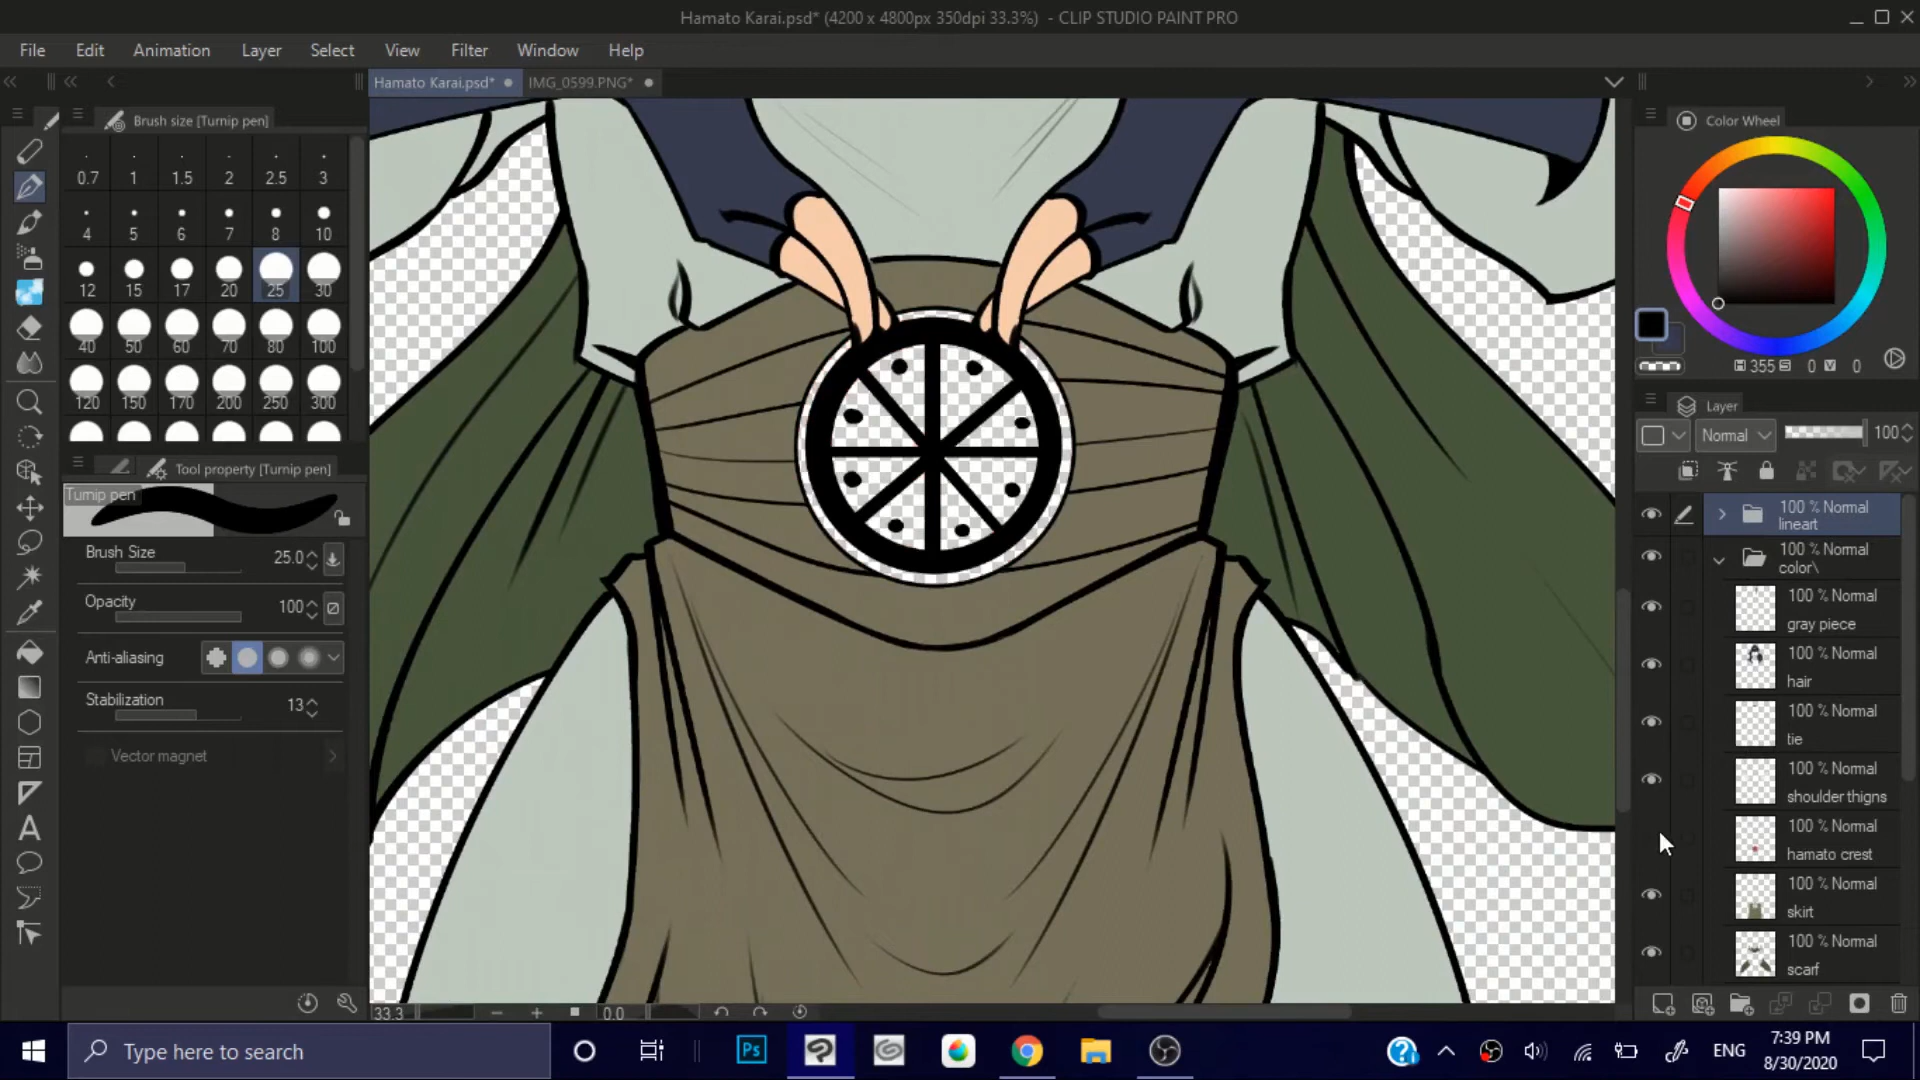 Hamato Karai.psd* (4200 x 4800px 350dpi 33.3%) - CLIP STUDIO PAINT PRO
File Edit Animation Layer Select View Filter Window Help
Hamato Karai.psd* IMG_0599.PNG*
Brush size [Turnip pen]
0.7 1 1.5 2 2.5 3
4 5 6 7 8 10
12 15 17 20 25 30
40 50 60 70 80 100
120 150 170 200 250 300
Tool property [Turnip pen]
Turnip pen
Brush Size 25.0
Opacity 100
Anti-aliasing
Stabilization 13
Vector magnet
33.3 0.0
Color Wheel
H 355 S 0 V 0
Layer
Normal 100
100 % Normal
lineart
100 % Normal
color\
100 % Normal
gray piece
100 % Normal
hair
100 % Normal
tie
100 % Normal
shoulder thigns
100 % Normal
hamato crest
100 % Normal
skirt
100 % Normal
scarf
Type here to search
Ps
ENG
7:39 PM
8/30/2020